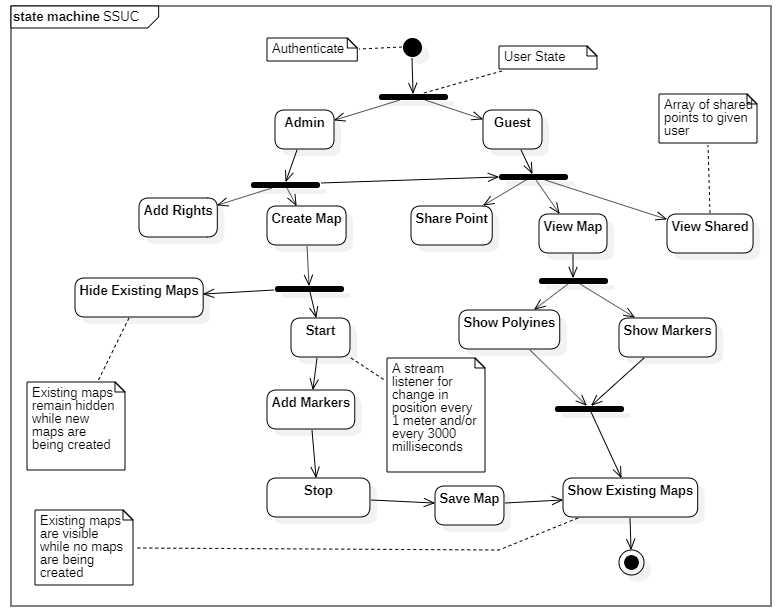 state machine SSUC
Authenticate
User State
Array of shared
points to given
user
Admin
Guest
Add Rights
Create Map
Share Point
View Map
View Shared
Hide Existing Maps
Start
Show Polyines
Show Markers
Existing maps
remain hidden
while new
maps are
being created
A stream
listener for
change in
position every
1 meter and/or
every 3000
milliseconds
Add Markers
Stop
Save Map
Show Existing Maps
Existing maps
are visible
while no maps
are being
created